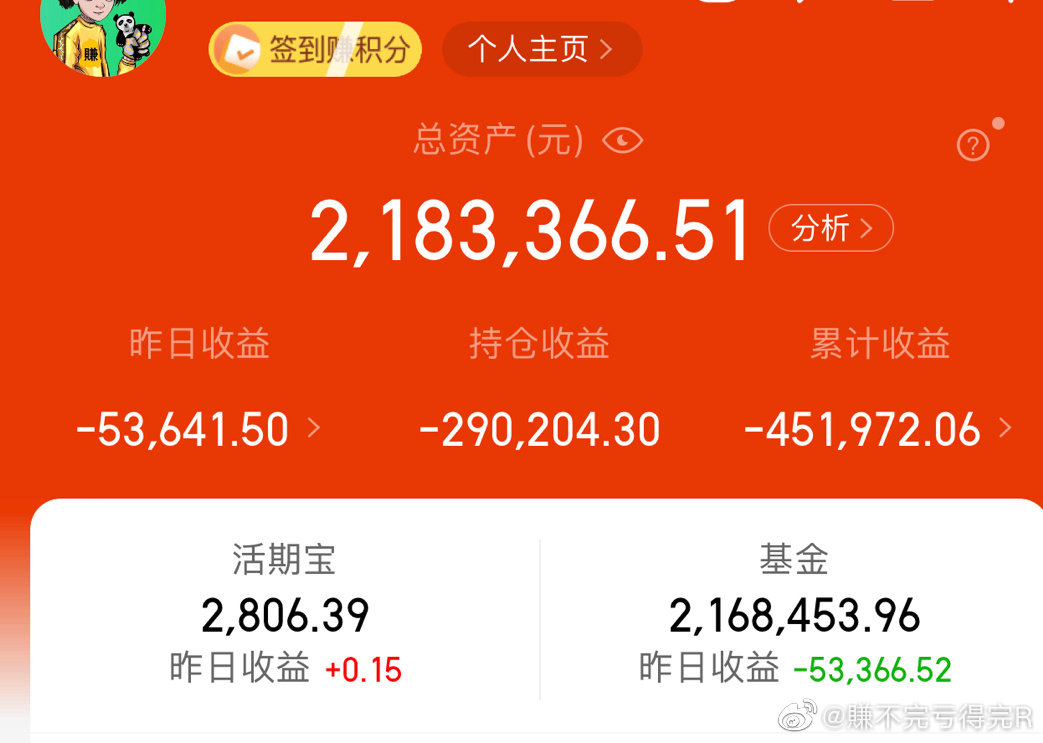 賺
签到赚积分 个人主页
总资产(元)
2,183,366.51 分析
昨日收益 持仓收益 累计收益
-53,641.50 -290,204.30 -451,972.06
活期宝 基金
2,806.39 2,168,453.96
昨日收益 +0.15 昨日收益 -53,366.52
@賺不完亏得完R